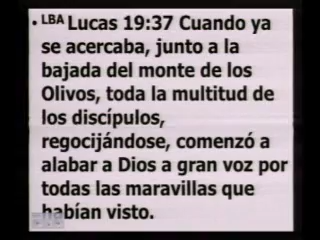 • LBA Lucas 19:37 Cuando ya
se acercaba, junto a la
bajada del monte de los
Olivos, toda la multitud de
los discípulos,
regocijándose, comenzó a
alabar a Dios a gran voz por
todas las maravillas que
habían visto.